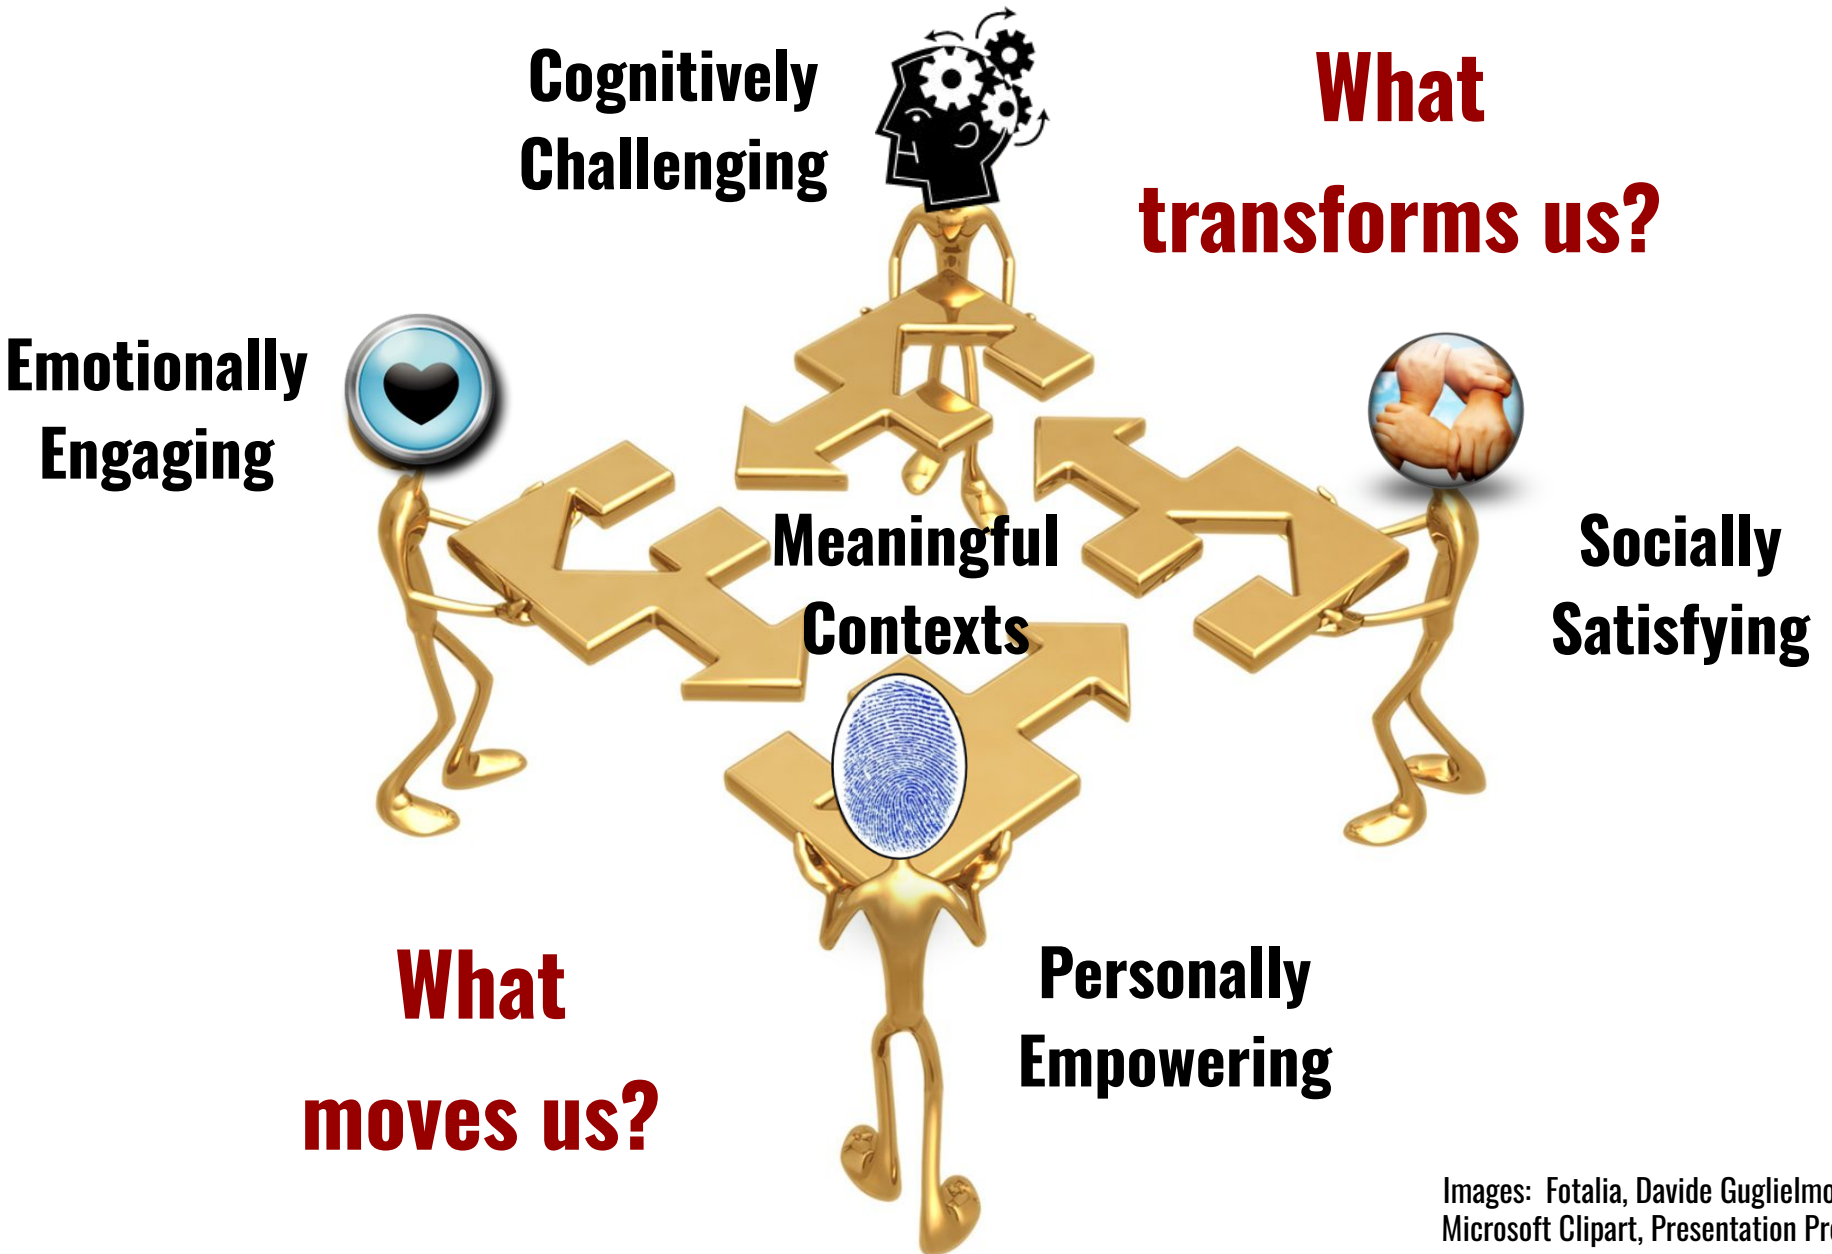 Cognitively
Challenging
What
transforms us?
Emotionally
Engaging
Meaningful
Contexts
Socially
Satisfying
What
moves us?
Personally
Empowering
Images:  Fotalia, Davide Guglielmo
Microsoft Clipart, Presentation Pr